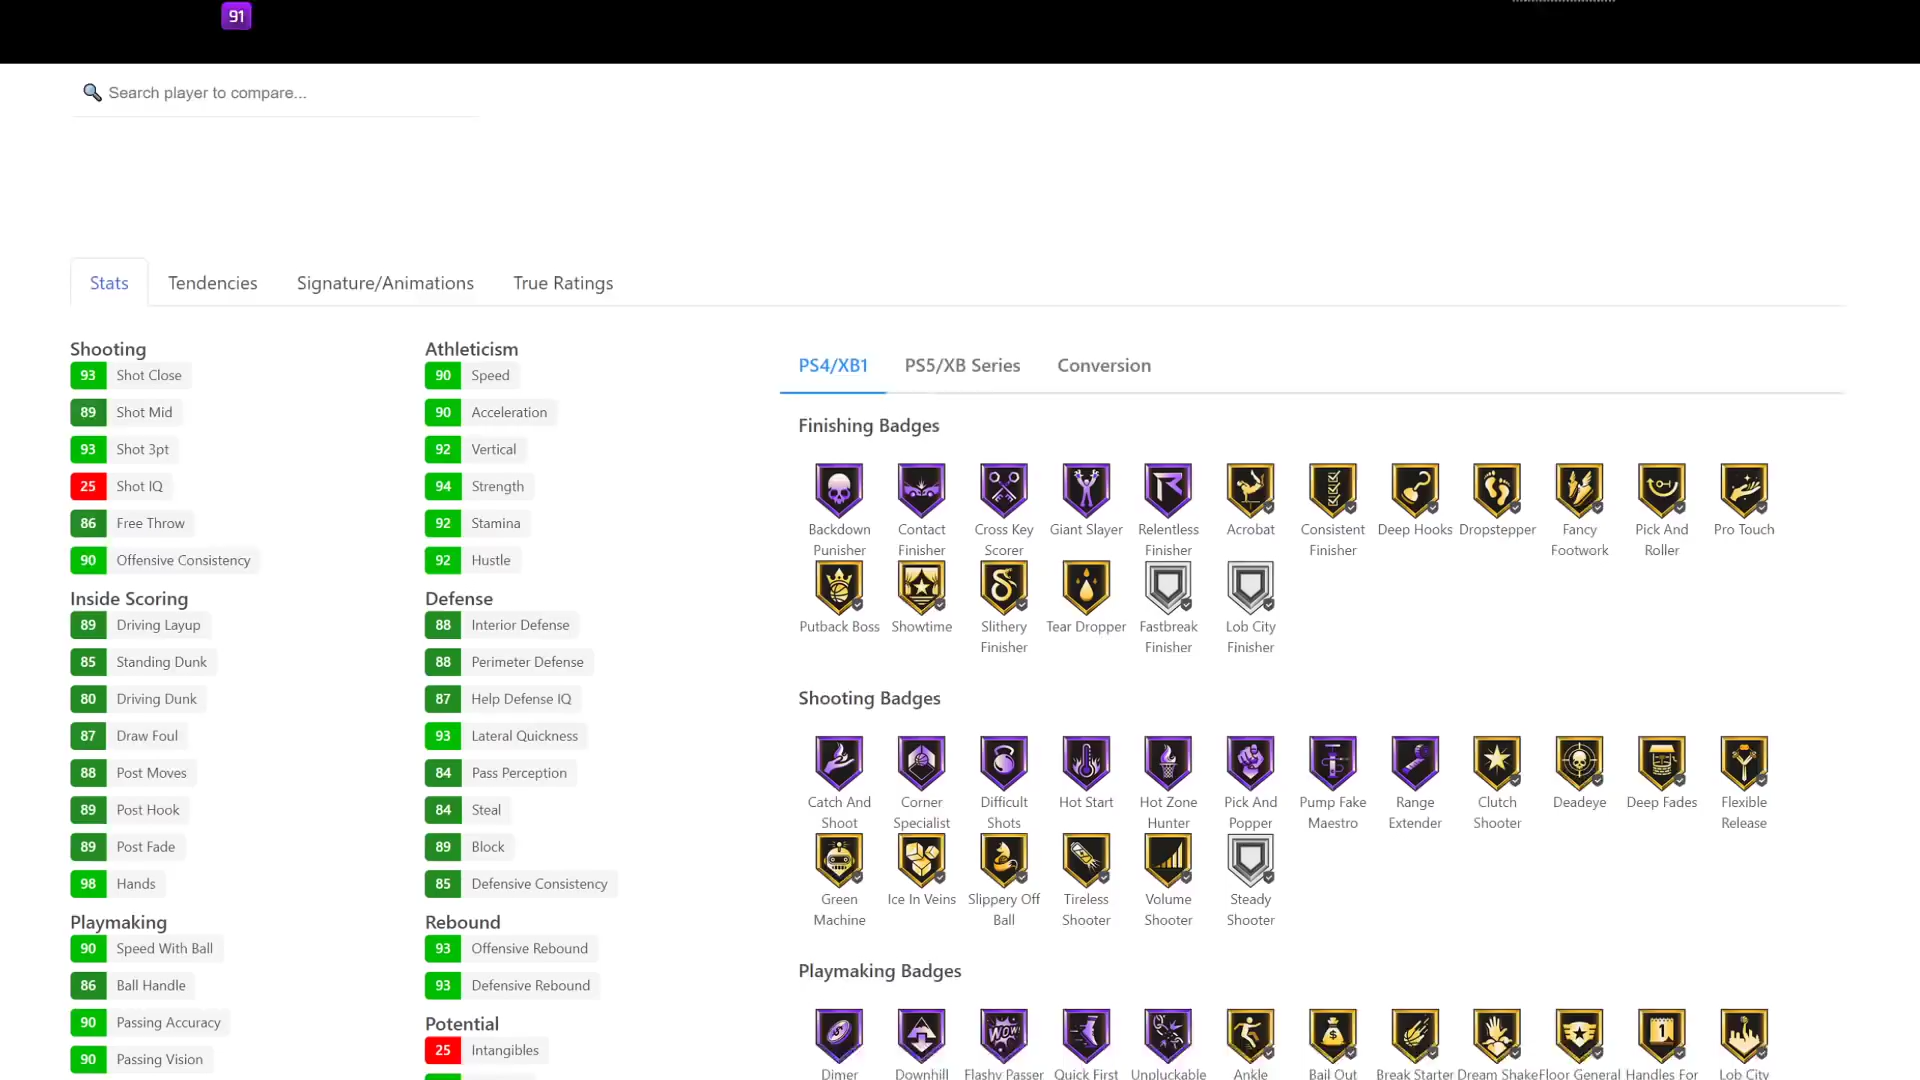 91
Search player to compare...
Stats Tendencies Signature/Animations True Ratings
Shooting
93 Shot Close
89 Shot Mid
93 Shot 3pt
25 Shot IQ
86 Free Throw
90 Offensive Consistency
Inside Scoring
89 Driving Layup
85 Standing Dunk
80 Driving Dunk
87 Draw Foul
88 Post Moves
89 Post Hook
89 Post Fade
98 Hands
Playmaking
90 Speed With Ball
86 Ball Handle
90 Passing Accuracy
90 Passing Vision
Athleticism
90 Speed
90 Acceleration
92 Vertical
94 Strength
92 Stamina
92 Hustle
Defense
88 Interior Defense
88 Perimeter Defense
87 Help Defense IQ
93 Lateral Quickness
84 Pass Perception
84 Steal
89 Block
85 Defensive Consistency
Rebound
93 Offensive Rebound
93 Defensive Rebound
Potential
25 Intangibles
PS4/XB1 PS5/XB Series Conversion
Finishing Badges
Backdown Punisher
Contact Finisher
Cross Key Scorer
Giant Slayer
Relentless Finisher
Acrobat
Consistent Finisher
Deep Hooks
Dropstepper
Fancy Footwork
Pick And Roller
Pro Touch
Putback Boss
Showtime
Slithery Finisher
Tear Dropper
Fastbreak Finisher
Lob City Finisher
Shooting Badges
Catch And Shoot
Corner Specialist
Difficult Shots
Hot Start
Hot Zone Hunter
Pick And Popper
Pump Fake Maestro
Range Extender
Clutch Shooter
Deadeye
Deep Fades
Flexible Release
Green Machine
Ice In Veins
Slippery Off Ball
Tireless Shooter
Volume Shooter
Steady Shooter
Playmaking Badges
WOW!
1
Dimer
Downhill
Flashy Passer
Quick First
Unpluckable
Ankle
Bail Out
Break Starter
Dream Shake
Floor General
Handles For
Lob City